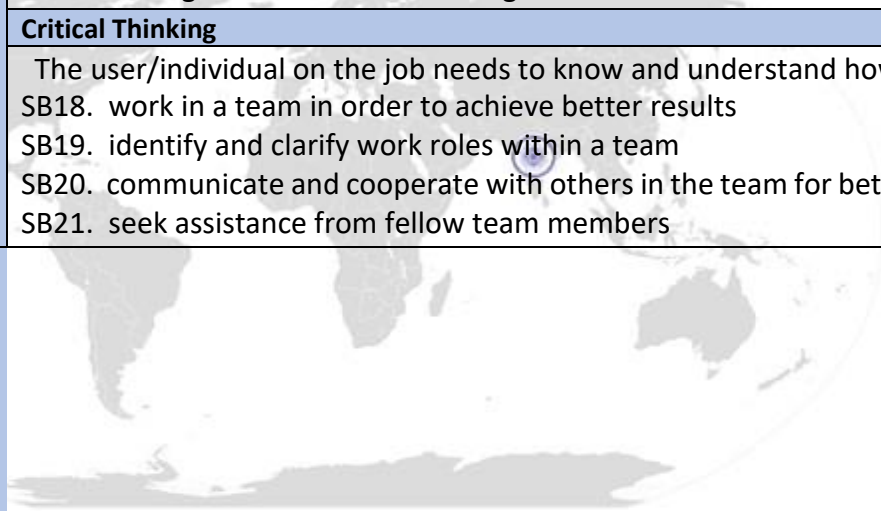 Critical Thinking
The user/individual on the job needs to know and understand
SB18. work in a team in order to achieve better results
SB19. identify and clarify work roles within a team
SB20. communicate and cooperate with others in the team for
SB21. seek assistance from fellow team members